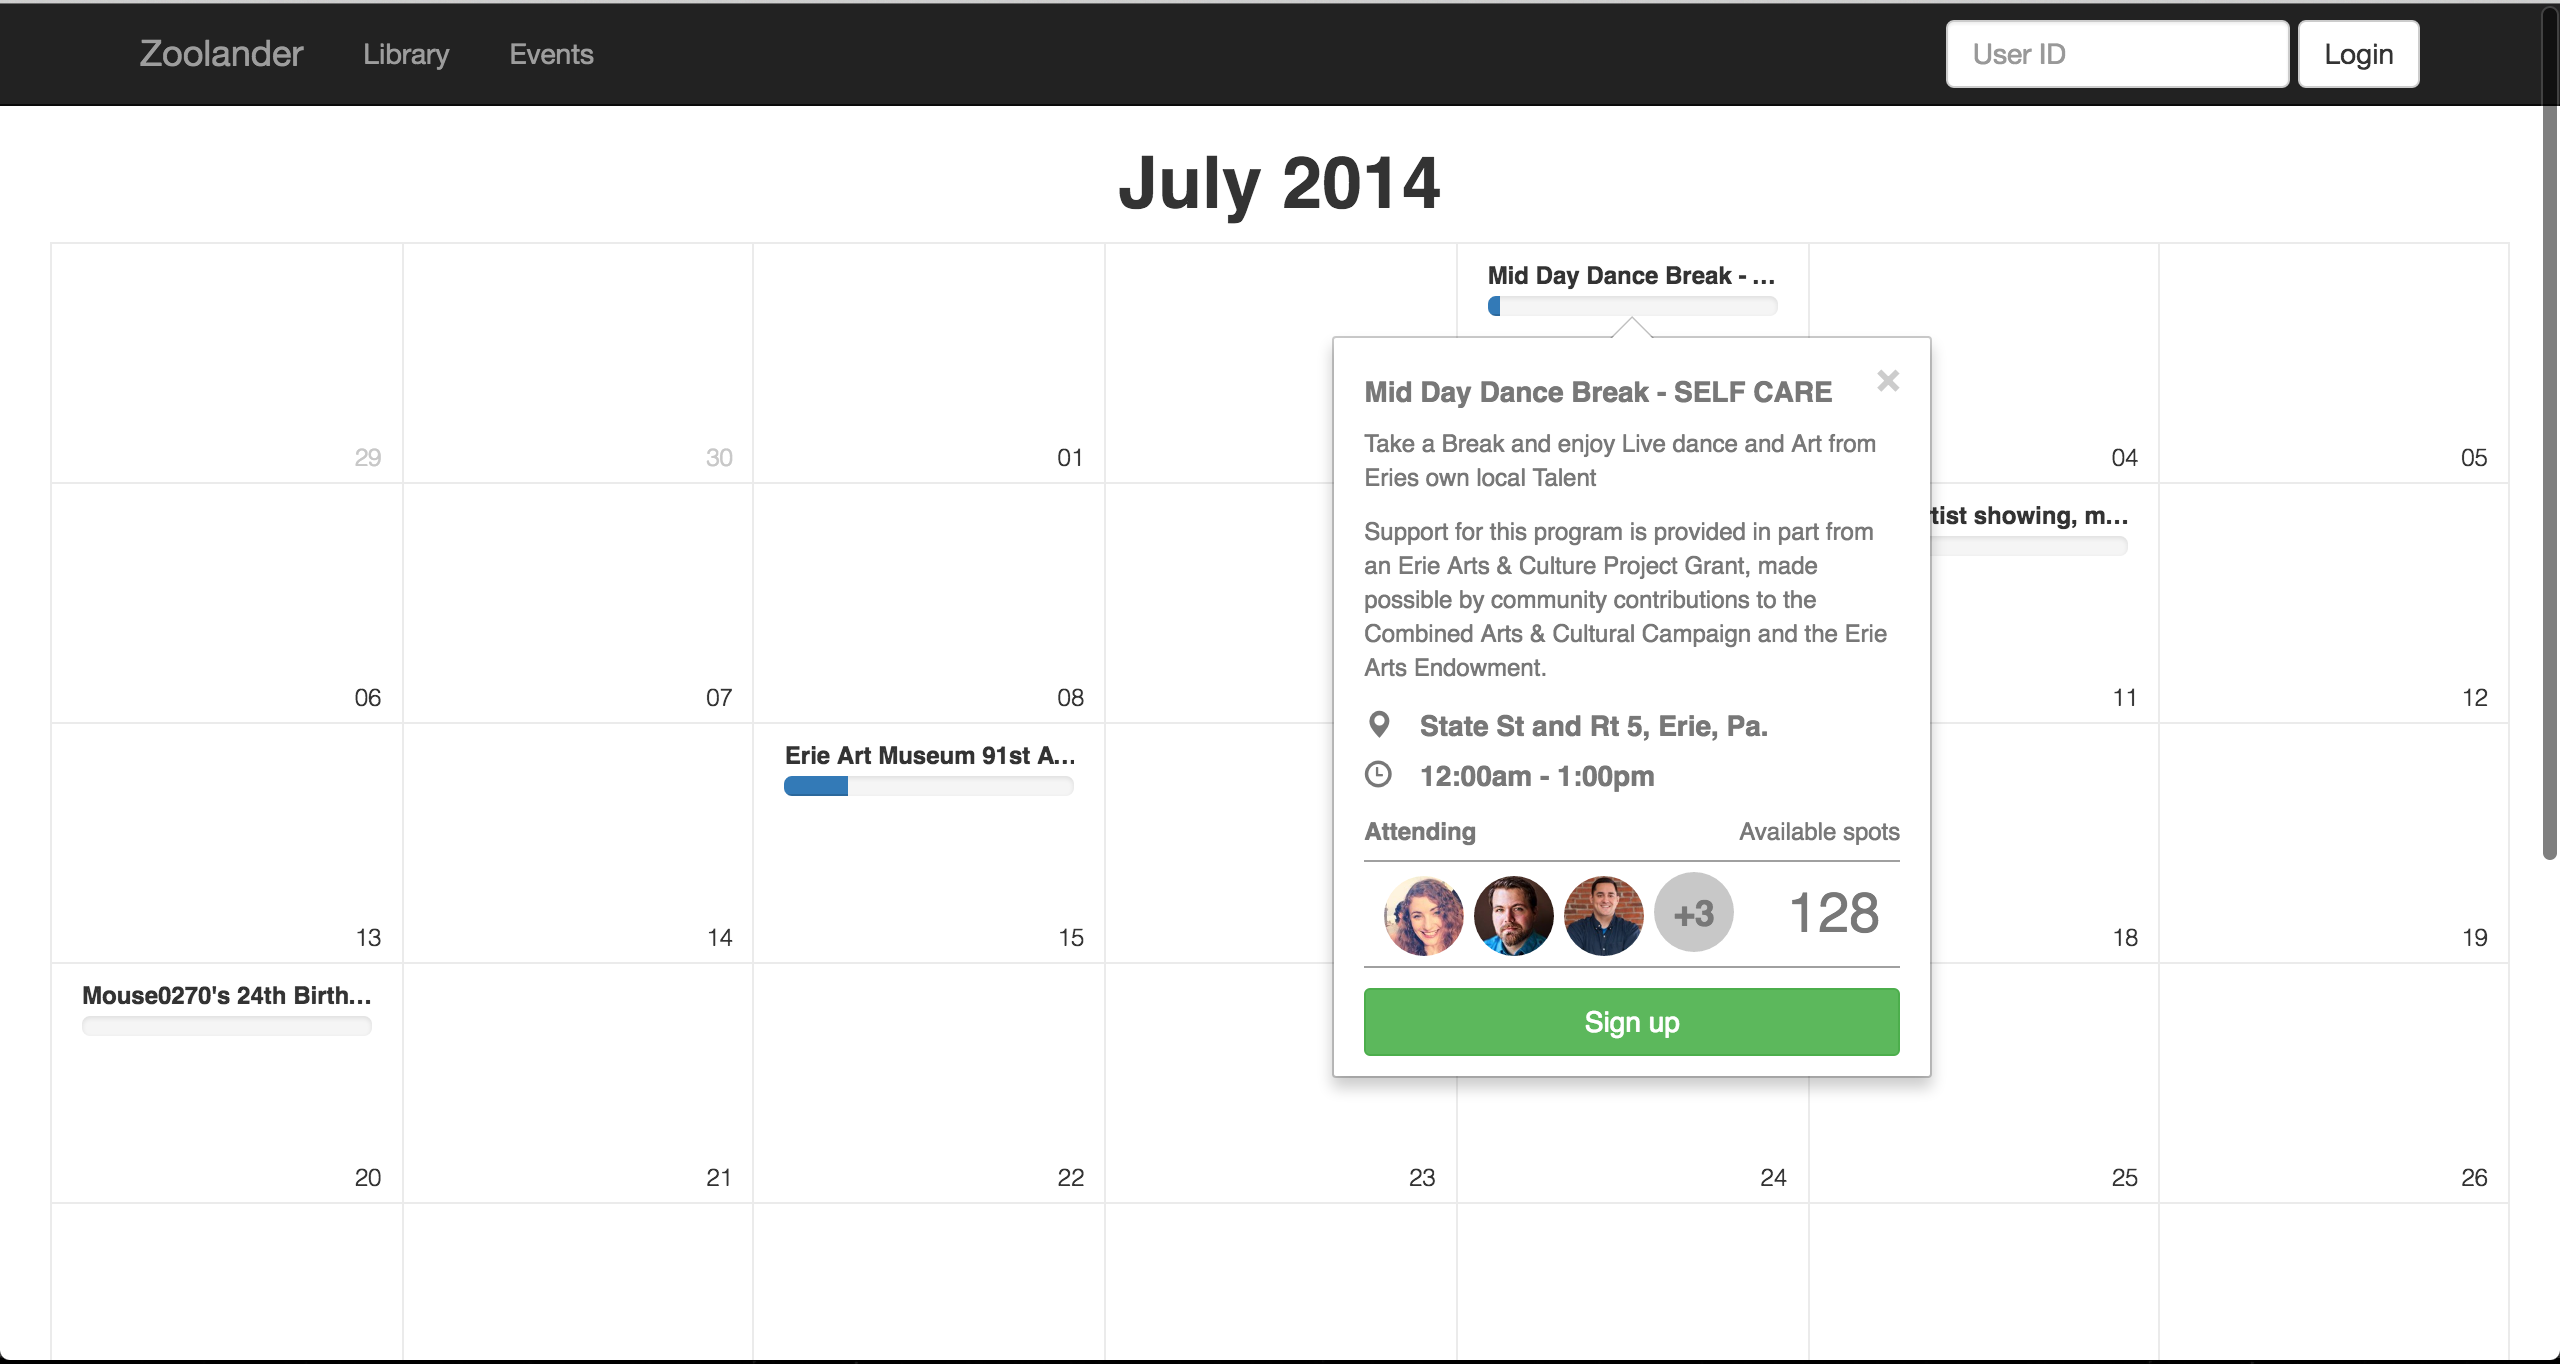 Zoolander Library Events User ID Login
July 2014
Mid Day Dance Break - ...
29 30 01 04 05
Mid Day Dance Break - SELF CARE
Take a Break and enjoy Live dance and Art from
Eries own local Talent
Support for this program is provided in part from
an Erie Arts & Culture Project Grant, made
possible by community contributions to the
Combined Arts & Cultural Campaign and the Erie
Arts Endowment.
State St and Rt 5, Erie, Pa.
12:00am - 1:00pm
Attending Available spots
+3 128
Sign up
tist showing, m...
06 07 08 11 12
Erie Art Museum 91st A...
13 14 15 18 19
Mouse0270's 24th Birth...
20 21 22 23 24 25 26